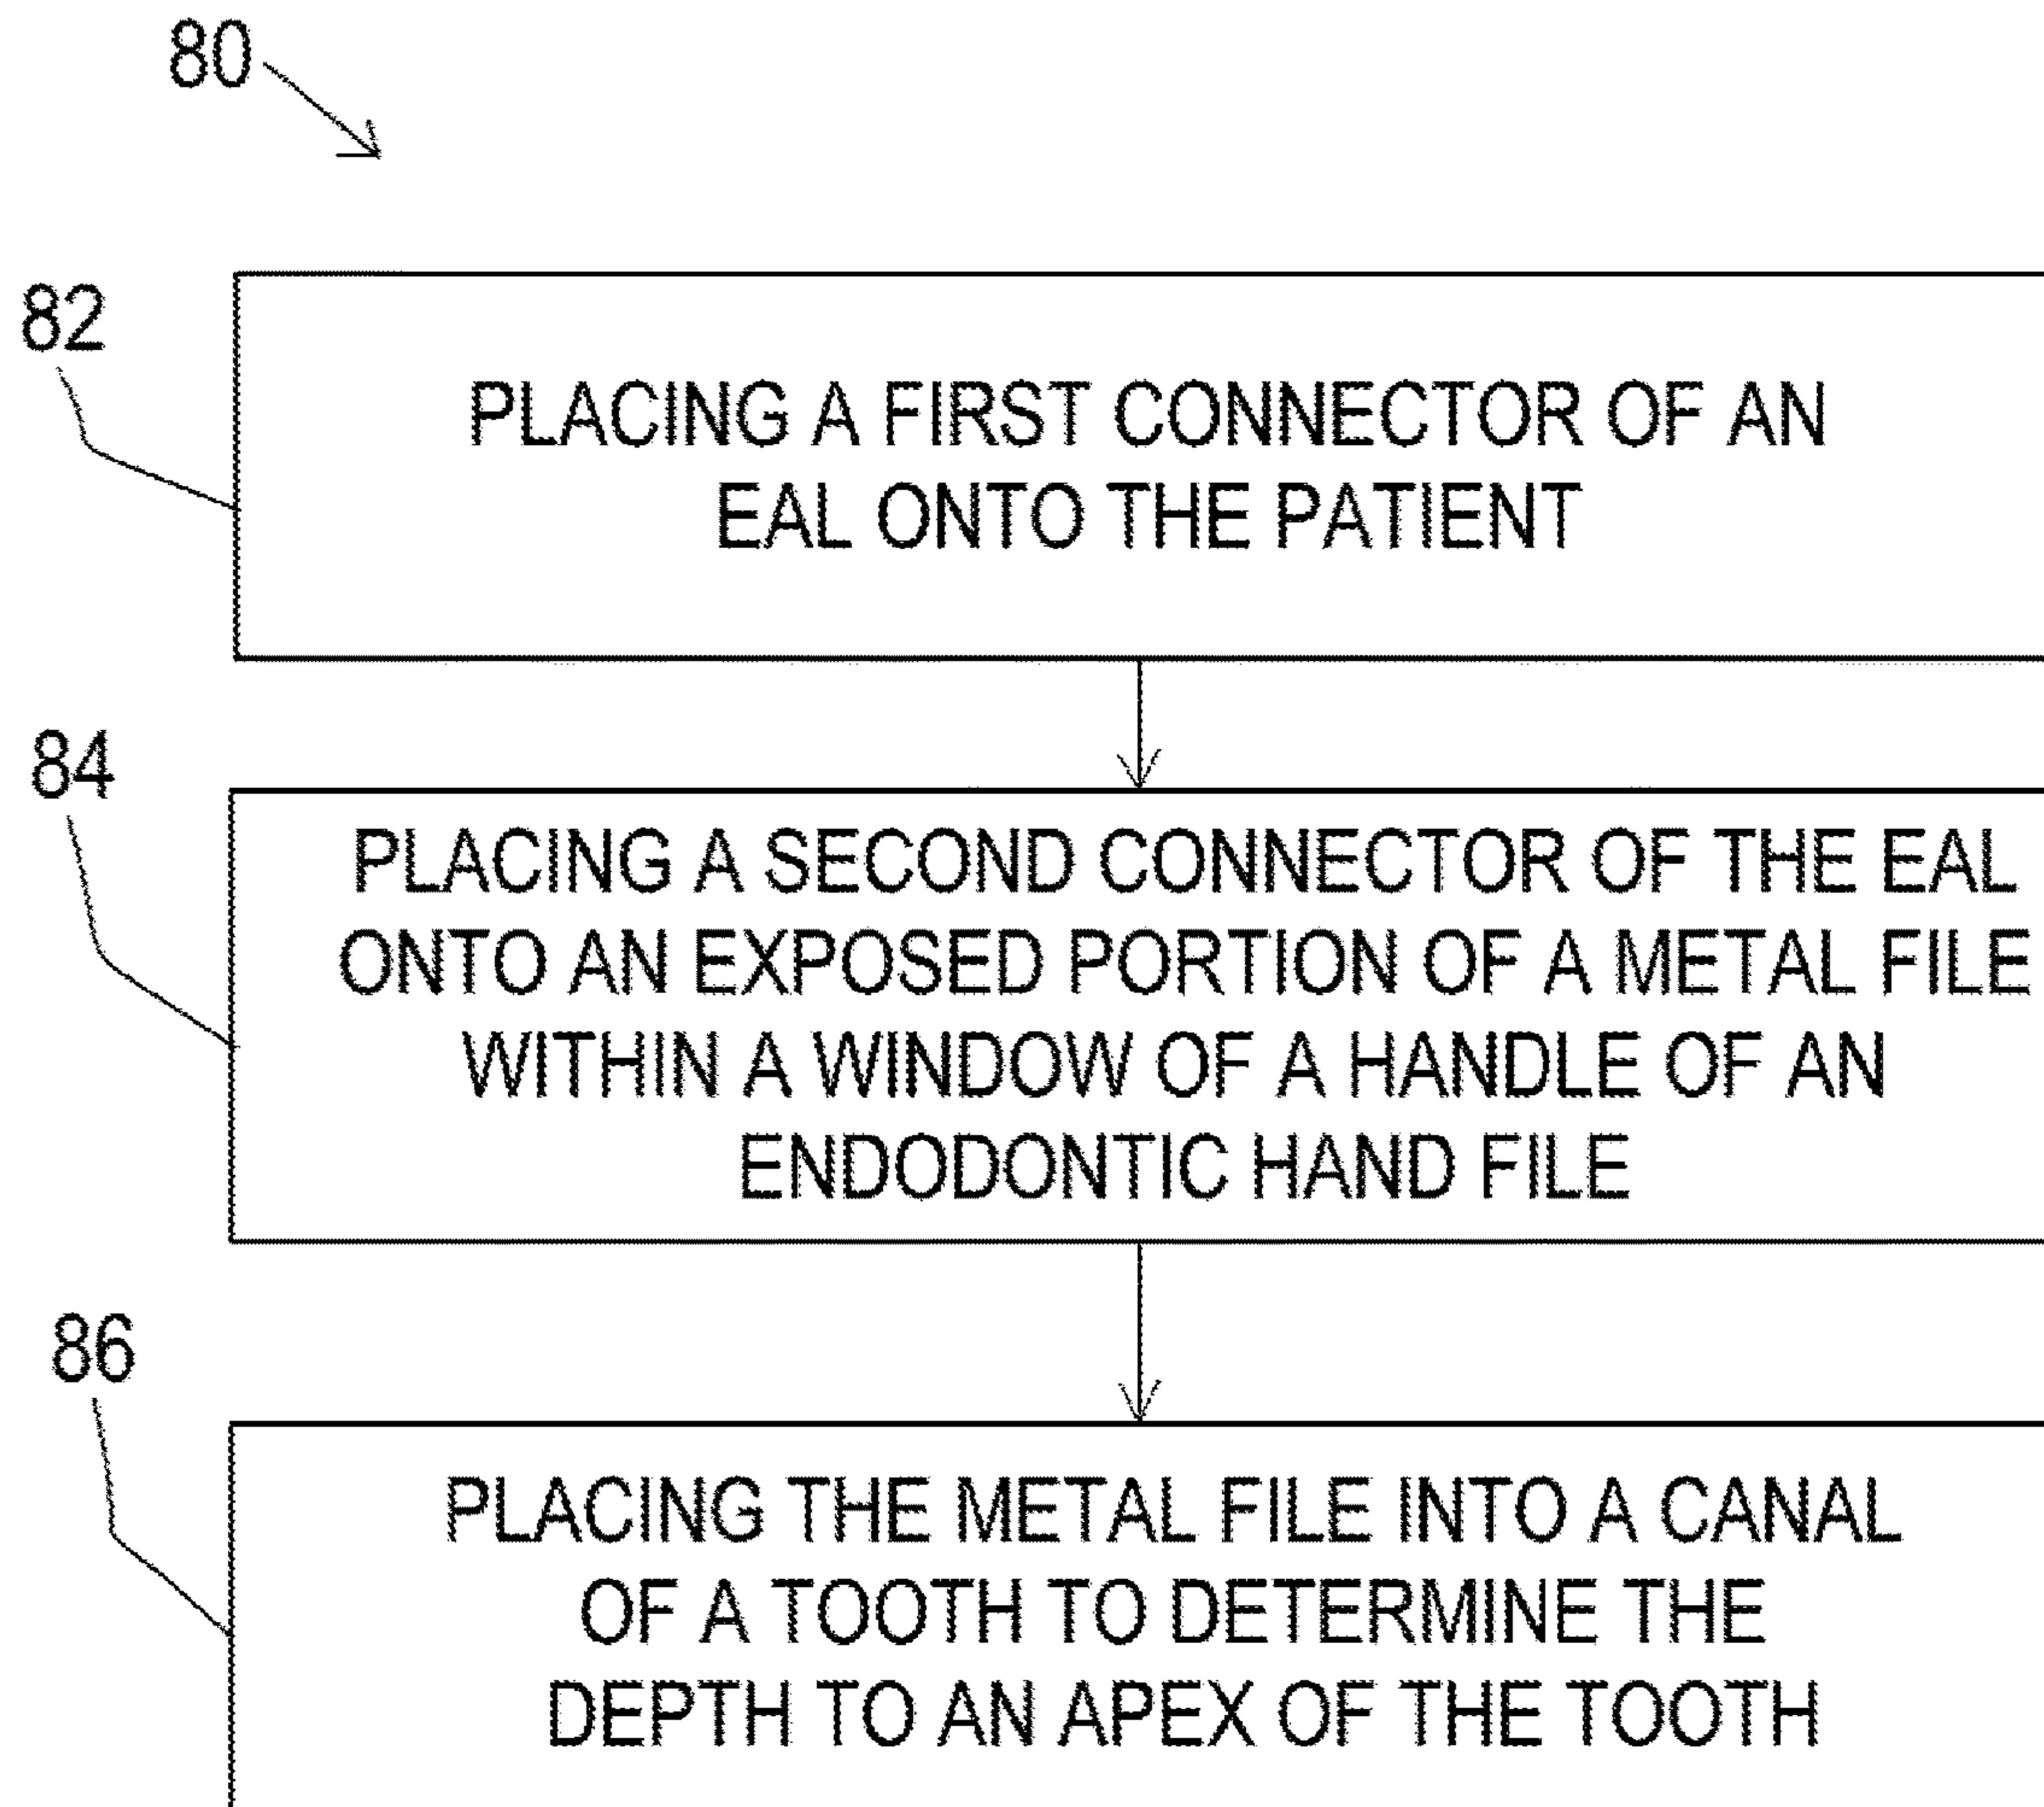 80
82
PLACING A FIRST CONNECTOR OF AN
EAL ONTO THE PATIENT
84
PLACING A SECOND CONNECTOR OF THE EAL
ONTO AN EXPOSED PORTION OF A METAL FILE
WITHIN A WINDOW OF A HANDLE OF AN
ENDODONTIC HAND FILE
86
PLACING THE METAL FILE INTO A CANAL
OF A TOOTH TO DETERMINE THE
DEPTH TO AN APEX OF THE TOOTH